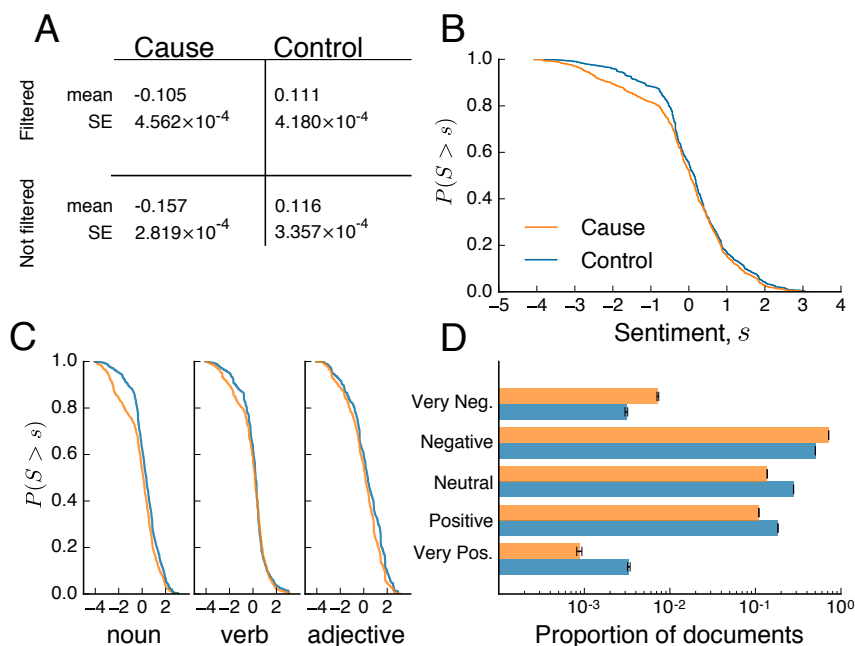 A
Cause Control
Filtered
mean -0.105 0.111
SE 4.562×10⁻⁴ 4.180×10⁻⁴
Not filtered
mean -0.157 0.116
SE 2.819×10⁻⁴ 3.357×10⁻⁴
B
P(S > s)
1.0
0.8
0.6
0.4
0.2
0.0
Cause
Control
-5 -4 -3 -2 -1 0 1 2 3 4
Sentiment, s
C
P(S > s)
1.0
0.8
0.6
0.4
0.2
0.0
-4 -2 0 2
-4 -2 0 2
-4 -2 0 2
noun verb adjective
D
Very Neg.
Negative
Neutral
Positive
Very Pos.
10⁻³ 10⁻² 10⁻¹ 10⁰
Proportion of documents